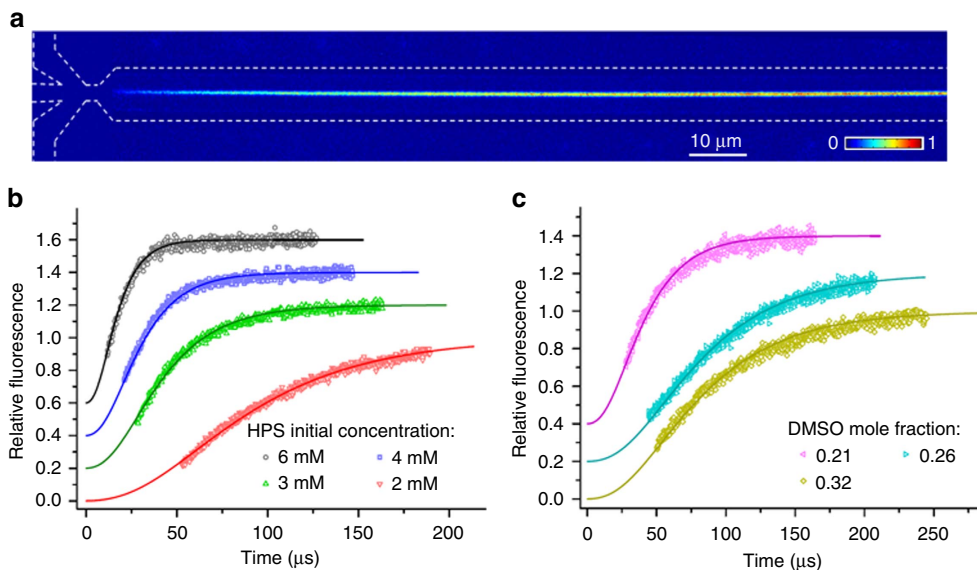 a
10 μm
0 1
b
Relative fluorescence
1.6
1.4
1.2
1.0
0.8
0.6
0.4
0.2
0.0
HPS initial concentration:
6 mM 4 mM
3 mM 2 mM
0 50 100 150 200
Time (μs)
c
Relative fluorescence
1.4
1.2
1.0
0.8
0.6
0.4
0.2
0.0
DMSO mole fraction:
0.21 0.26
0.32
0 50 100 150 200 250
Time (μs)